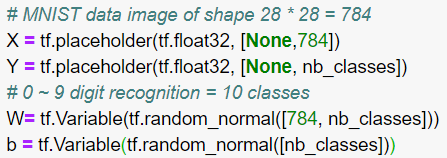 # MNIST data image of shape 28 * 28 = 784
X = tf.placeholder(tf.float32, [None,784])
Y = tf.placeholder(tf.float32, [None, nb_classes])
# 0 ~ 9 digit recognition = 10 classes
W= tf.Variable(tf.random_normal([784, nb_classes]))
b = tf.Variable(tf.random_normal([nb_classes]))